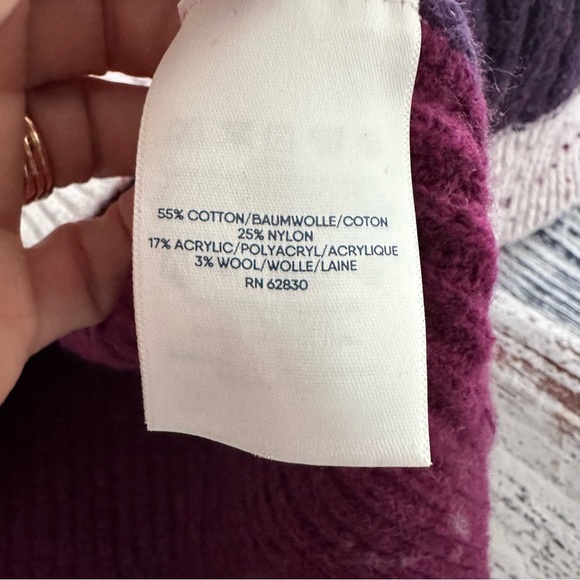 55% COTTON/BAUMWOLLE/COTON
25% NYLON
17% ACRYLIC/POLYACRYL/ACRYLIQUE
3% WOOL/WOLLE/LAINE
RN 62830